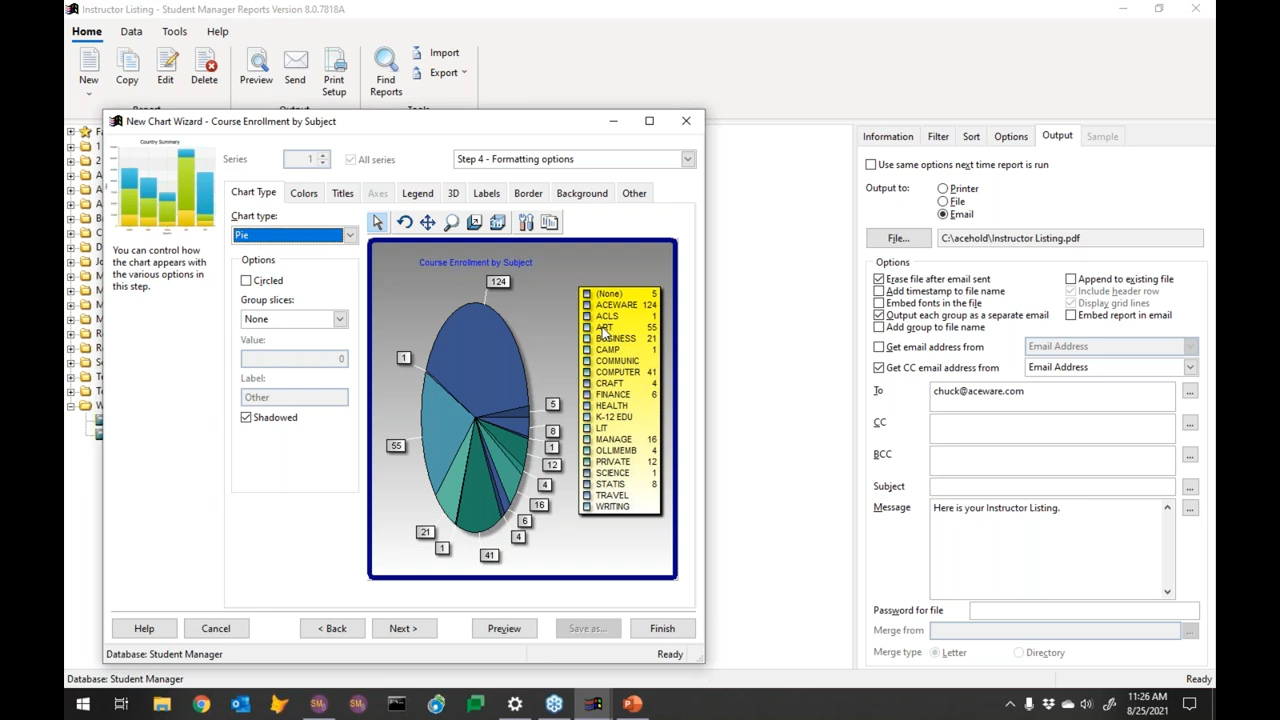 Instructor Listing - Student Manager Reports Version 8.0.7818A
Home Data Tools Help
New Copy Edit Delete Preview Send Print Setup Find Reports Import Export
New Chart Wizard - Course Enrollment by Subject
Country Summary
You can control how
the chart appears with
the various options in
this step.
Series 1 All series Step 4 - Formatting options
Chart Type Colors Titles Axes Legend 3D Labels Border Background Other
Chart type:
Pie
Options
Circled
Group slices:
None
Value:
0
Label:
Other
Shadowed
Course Enrollment by Subject
124
1
55
21
1
41
4
6
16
4
12
1
8
5
(None) 5
ACEWARE 124
ACLS 1
ART 55
BUSINESS 21
CAMP 1
COMMUNIC
COMPUTER 41
CRAFT 4
FINANCE 6
HEALTH
K-12 EDU
LIT
MANAGE 16
OLLIMEMB 4
PRIVATE 12
SCIENCE 1
STATIS 8
TRAVEL
WRITING
Help Cancel < Back Next > Preview Save as... Finish
Database: Student Manager Ready
Information Filter Sort Options Output Sample
Use same options next time report is run
Output to: Printer
File
Email
File... C:\acehold\Instructor Listing.pdf
Options
Erase file after email sent Append to existing file
Add timestamp to file name Include header row
Embed fonts in the file Display grid lines
Output each group as a separate email Embed report in email
Add group to file name
Get email address from Email Address
Get CC email address from Email Address
To chuck@aceware.com ...
CC ...
BCC ...
Subject ...
Message Here is your Instructor Listing. ...
Password for file
Merge from ...
Merge type Letter Directory
Database: Student Manager Ready
11:26 AM
8/25/2021